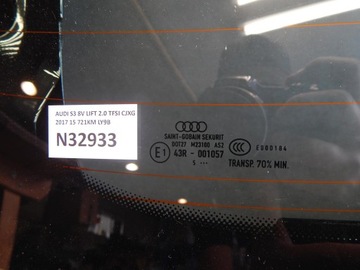 AUDI S3 8V LIFT 2.0 TFSI CJXG
2017 15 721KM LY9B
N32933
SAINT-GOBAIN SEKURIT
DOT27 M23180 AS2
E1 43R - 001057
CCC E000184
S ...
TRANSP. 70% MIN.